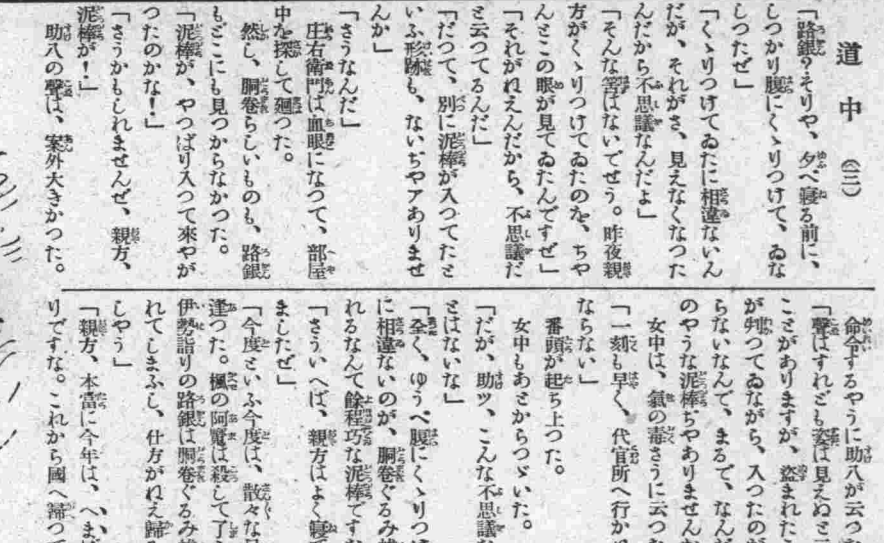 道中(三)
「路銀?そりや、夕べ寢る前に、
しつかり腹にくゝりつけて、ゐな
しつたぜ」
「くゝりつけてゐたに相違ないん
だが、それがさ、見えなくなつた
んだから不思議なんだよ」
「そんな筈はないでせう。昨夜親
方がくゝりつけてゐたのを、ちや
んとこの眼が見てゐたんですぜ」
「それがねえんだから、不思議だ
と云つてるんだ」
「だつて、別に泥棒が入つてたと
いふ形跡も、ないぢやアありませ
んか」
「さうなんだ」
庄右衛門は血眼になつて、部屋
中を探して廻つた。
然し、胴卷らしいものも、路銀
もどこにも見つからなかつた。
「泥棒が、やつぱり入つて來やが
つたのかな!」
「さうかもしれませんぜ、親方、
泥棒が!」
助八の聲は、案外大きかつた。
命令するやうに助八が云つ
「聲はすれども姿は見えぬと
ことがありますが、盗まれた
が判つてゐながら、入つたのが
らないなんて、まるで、なんだ
のやうな泥棒ぢやありませんか
女中は、氣の毒さうに云つ
「一刻も早く、代官所へ行か
ならない」
番頭が起ち上つた。
女中もあとからつゞいた。
「だが、助ッ、こんな不思議
とはないな」
「全く、ゆうべ腹にくゝりつけ
に相違ないのが、胴卷ぐるみ
れるなんて餘程巧な泥棒です
「さういへば、親方はよく寢て
ましたぜ」
「今度といふ今度は、散々な
逢つた。楓の阿魔は殺して了
伊勢詣りの路銀は胴卷ぐるみ
れてしまふし、仕方がねえ歸
しやう」
「親方、本當に今年は、へま
りですな。これから國へ歸つて